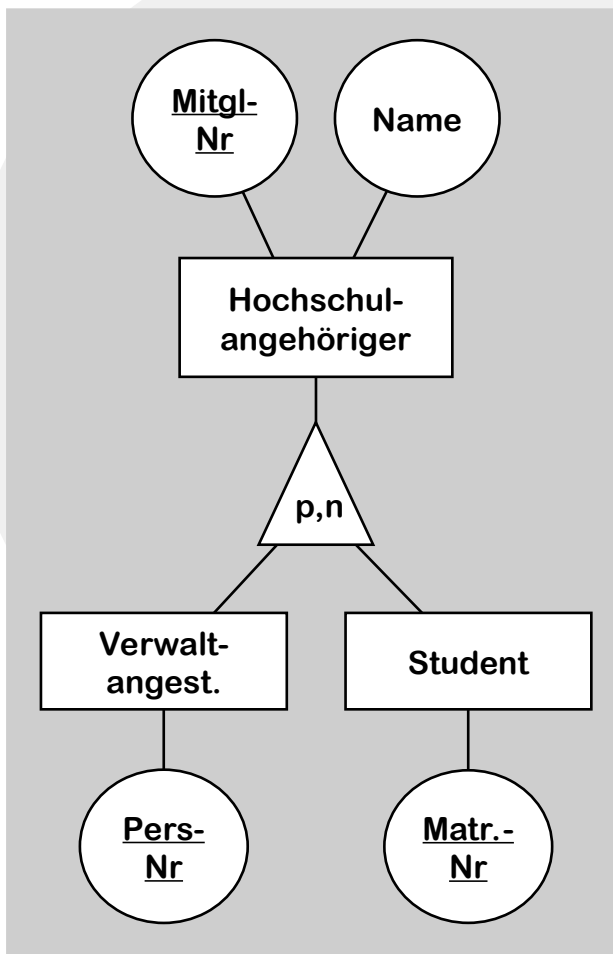 Mitgl-
Nr
Name
Hochschul-
angehöriger
p,n
Verwalt-
angest.
Student
Pers-
Nr
Matr.-
Nr